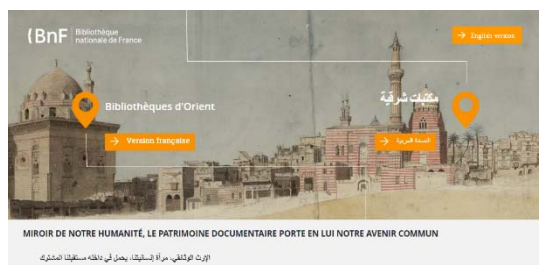 (BnF Bibliothèque
nationale de France
→ English version
Bibliothèques d'Orient
→ Version française
مكتبات شرقية
→ النسخة العربية
MIROIR DE NOTRE HUMANITÉ, LE PATRIMOINE DOCUMENTAIRE PORTE EN LUI NOTRE AVENIR COMMUN
الإرث الوثائقي، مرآة إنسانيتنا، يحمل في داخله مستقبلنا المشترك